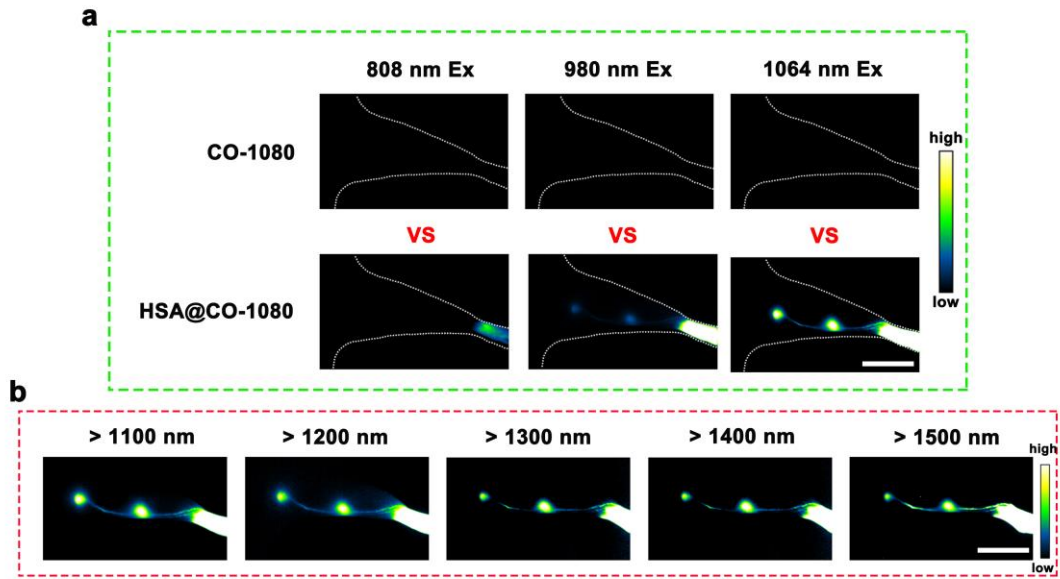 a
808 nm Ex 980 nm Ex 1064 nm Ex
CO-1080
high
VS VS VS
HSA@CO-1080
low
b
> 1100 nm > 1200 nm > 1300 nm > 1400 nm > 1500 nm
high
low